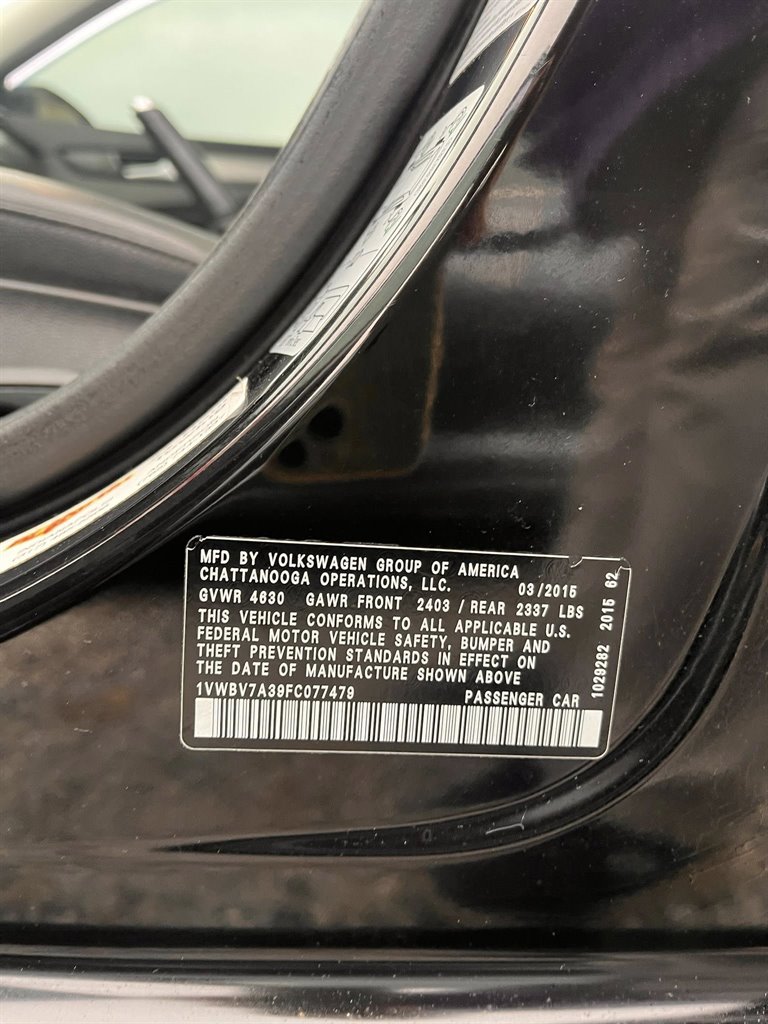 MFD BY VOLKSWAGEN GROUP OF AMERICA
CHATTANOOGA OPERATIONS, LLC. 03/2015
GVWR 4630 GAWR FRONT 2403 / REAR 2337 LBS
THIS VEHICLE CONFORMS TO ALL APPLICABLE U.S.
FEDERAL MOTOR VEHICLE SAFETY, BUMPER AND
THEFT PREVENTION STANDARDS IN EFFECT ON
THE DATE OF MANUFACTURE SHOWN ABOVE
1VWBV7A39FC077479 PASSENGER CAR
1029282 2015 62